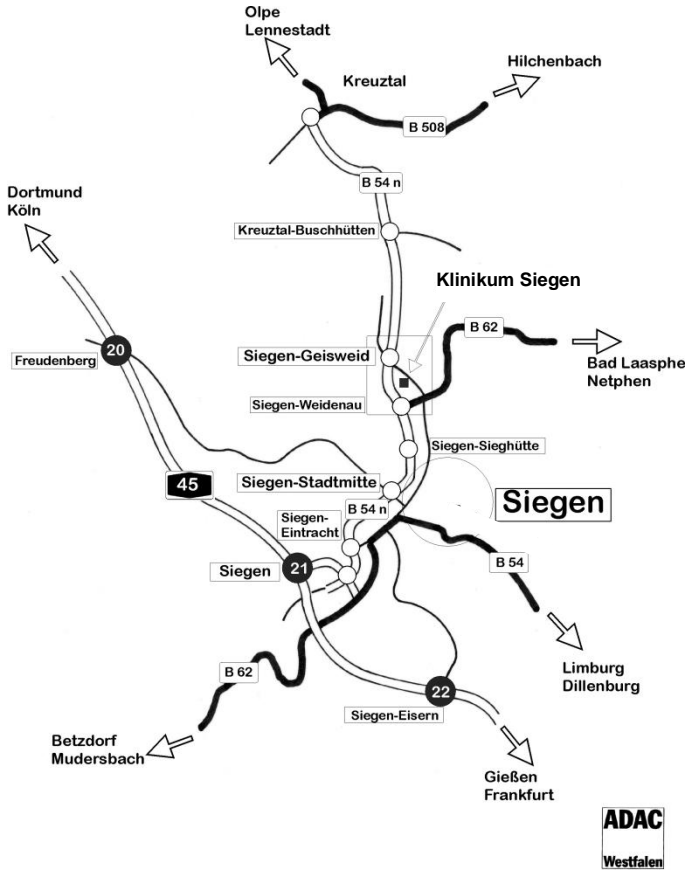 Olpe
Lennestadt
Hilchenbach
Kreuztal
B 508
B 54 n
Dortmund
Köln
Kreuztal-Buschhütten
Klinikum Siegen
B 62
20
Freudenberg
Siegen-Geisweid
Bad Laasphe
Netphen
Siegen-Weidenau
Siegen-Sieghütte
45
Siegen-Stadtmitte
Siegen
B 54 n
Siegen-
Eintracht
21
Siegen
B 54
B 62
Limburg
Dillenburg
22
Siegen-Eisern
Betzdorf
Mudersbach
Gießen
Frankfurt
ADAC
Westfalen